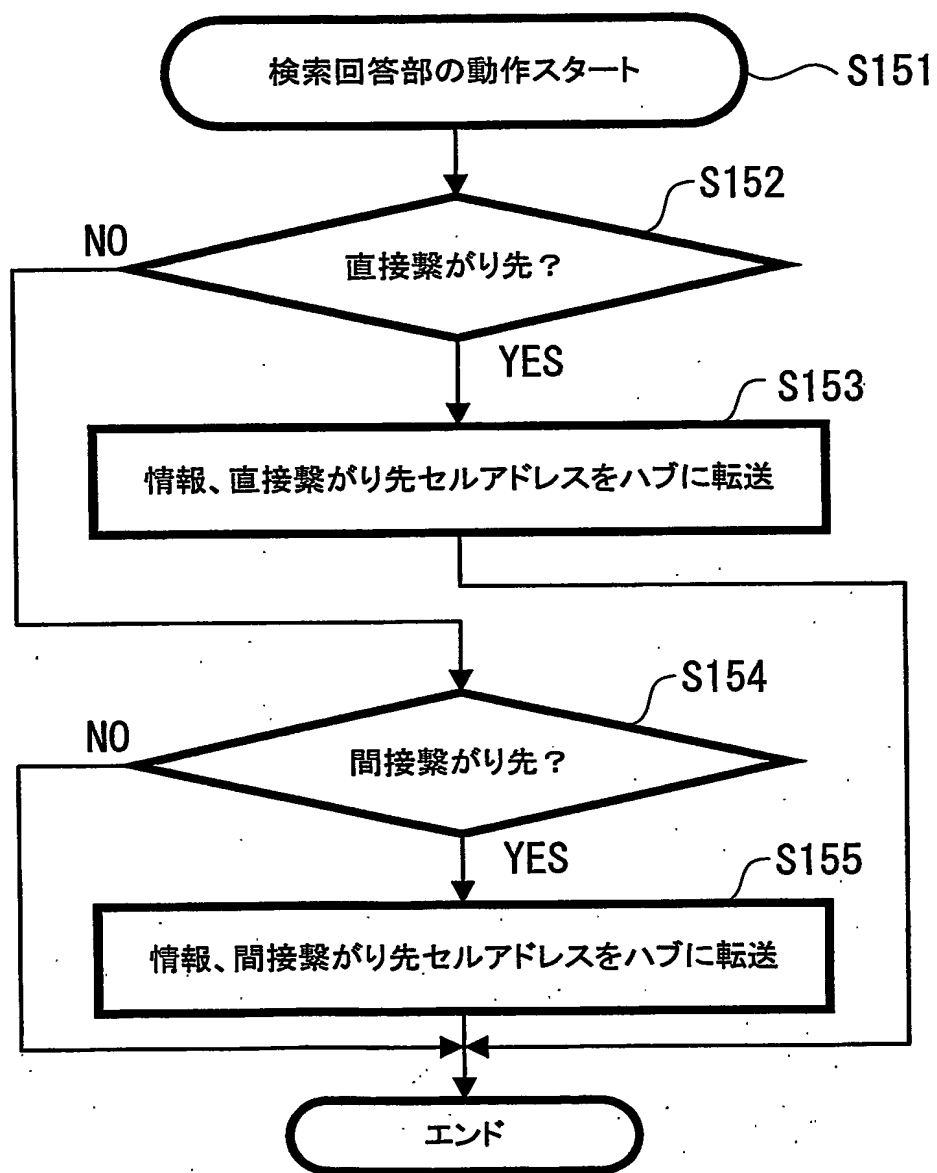 検索回答部の動作スタート
S151
S152
NO
直接繋がり先？
YES
S153
情報、直接繋がり先セルアドレスをハブに転送
S154
NO
間接繋がり先？
YES
S155
情報、間接繋がり先セルアドレスをハブに転送
エンド